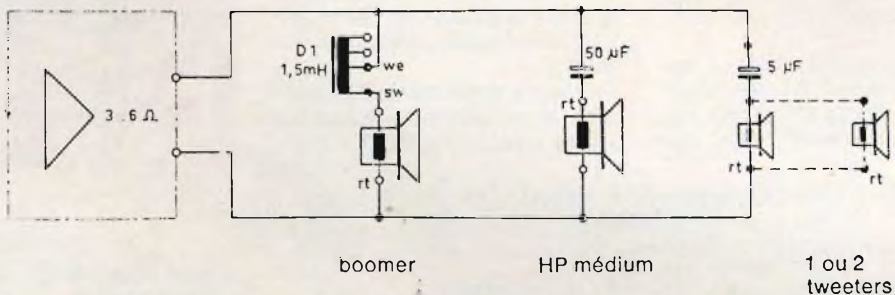 3..6 Ω
D1
1,5mH
we
sw
rt
50 µF
rt
5 µF
rt
rt
boomer
HP médium
1 ou 2
tweeters